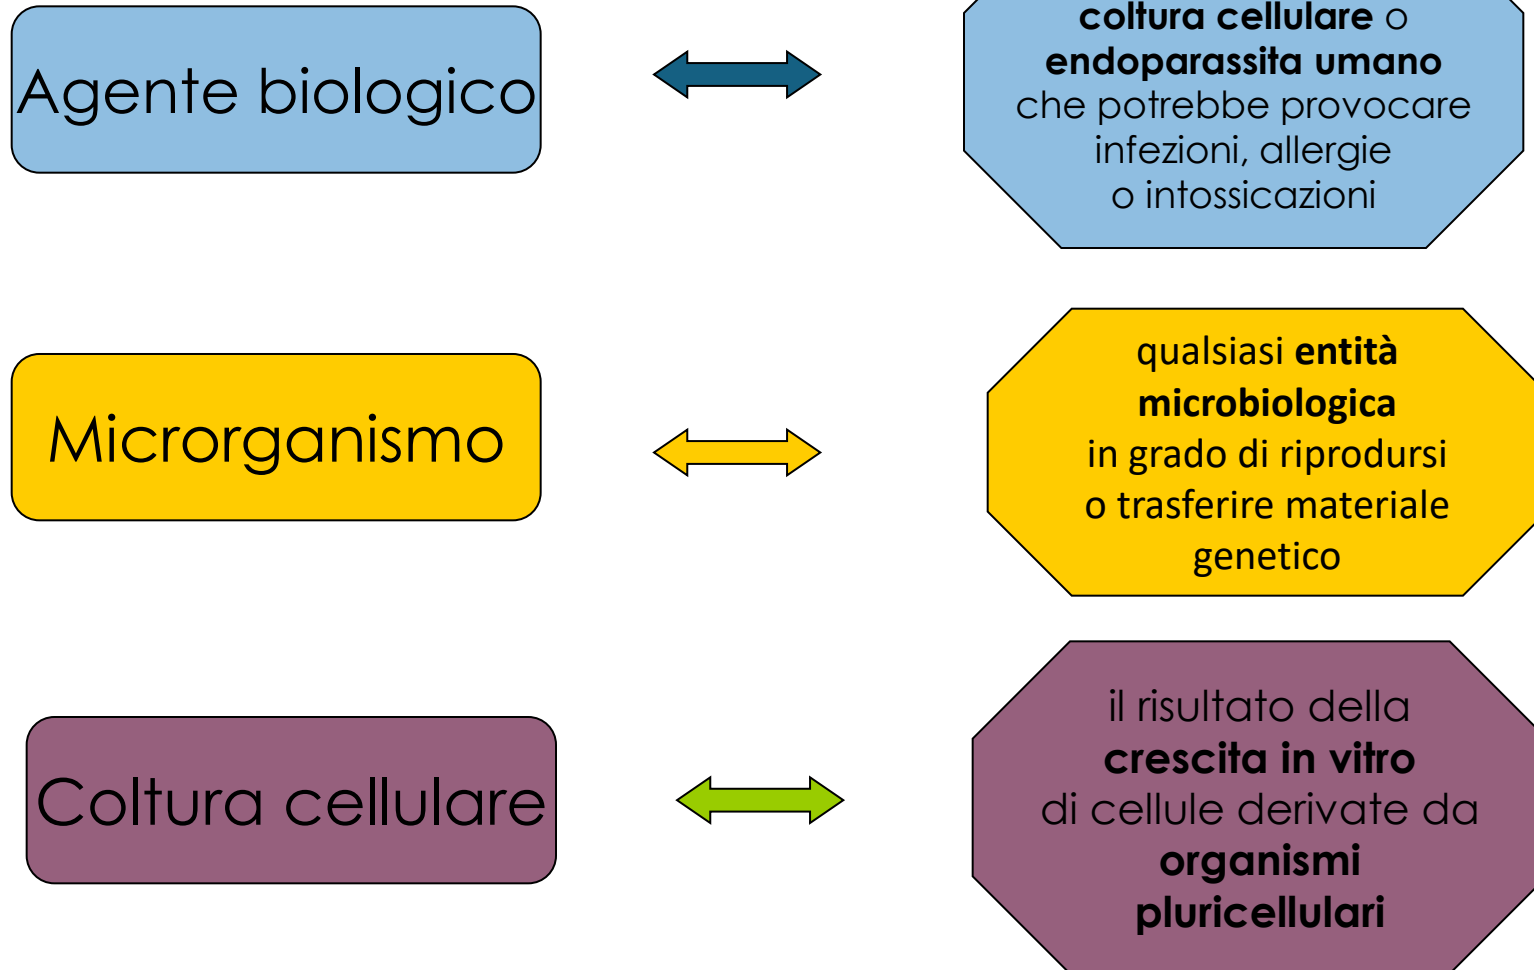 Agente biologico
coltura cellulare o
endoparassita umano
che potrebbe provocare
infezioni, allergie
o intossicazioni
Microrganismo
qualsiasi entità
microbiologica
in grado di riprodursi
o trasferire materiale
genetico
Coltura cellulare
il risultato della
crescita in vitro
di cellule derivate da
organismi
pluricellulari